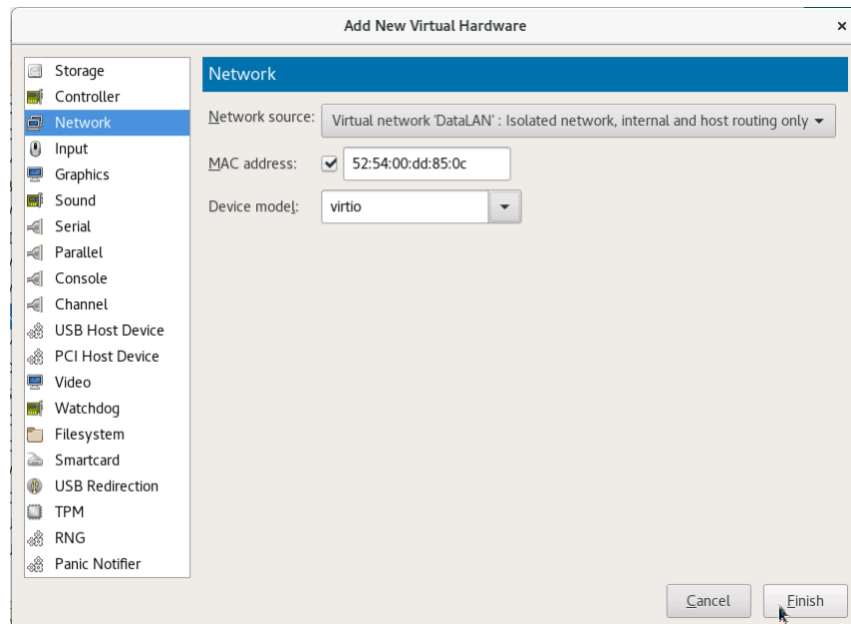 Add New Virtual Hardware
×
Storage
Controller
Network
Input
Graphics
Sound
Serial
Parallel
Console
Channel
USB Host Device
PCI Host Device
Video
Watchdog
Filesystem
Smartcard
USB Redirection
TPM
RNG
Panic Notifier
Network
Network source: Virtual network 'DataLAN' : Isolated network, internal and host routing only
MAC address: 52:54:00:dd:85:0c
Device model: virtio
Cancel Finish